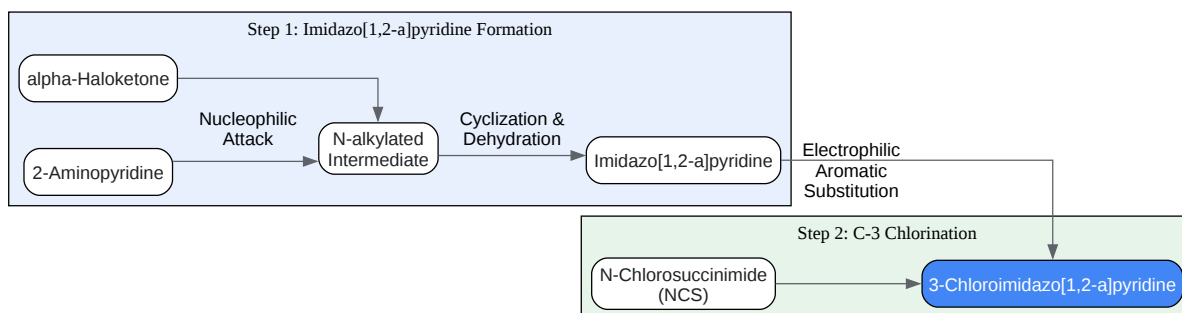 Step 1: Imidazo[1,2-a]pyridine Formation
alpha-Haloketone
Nucleophilic
Attack
2-Aminopyridine
N-alkylated
Intermediate
Cyclization &
Dehydration
Imidazo[1,2-a]pyridine
Electrophilic
Aromatic
Substitution
Step 2: C-3 Chlorination
N-Chlorosuccinimide
(NCS)
3-Chloroimidazo[1,2-a]pyridine